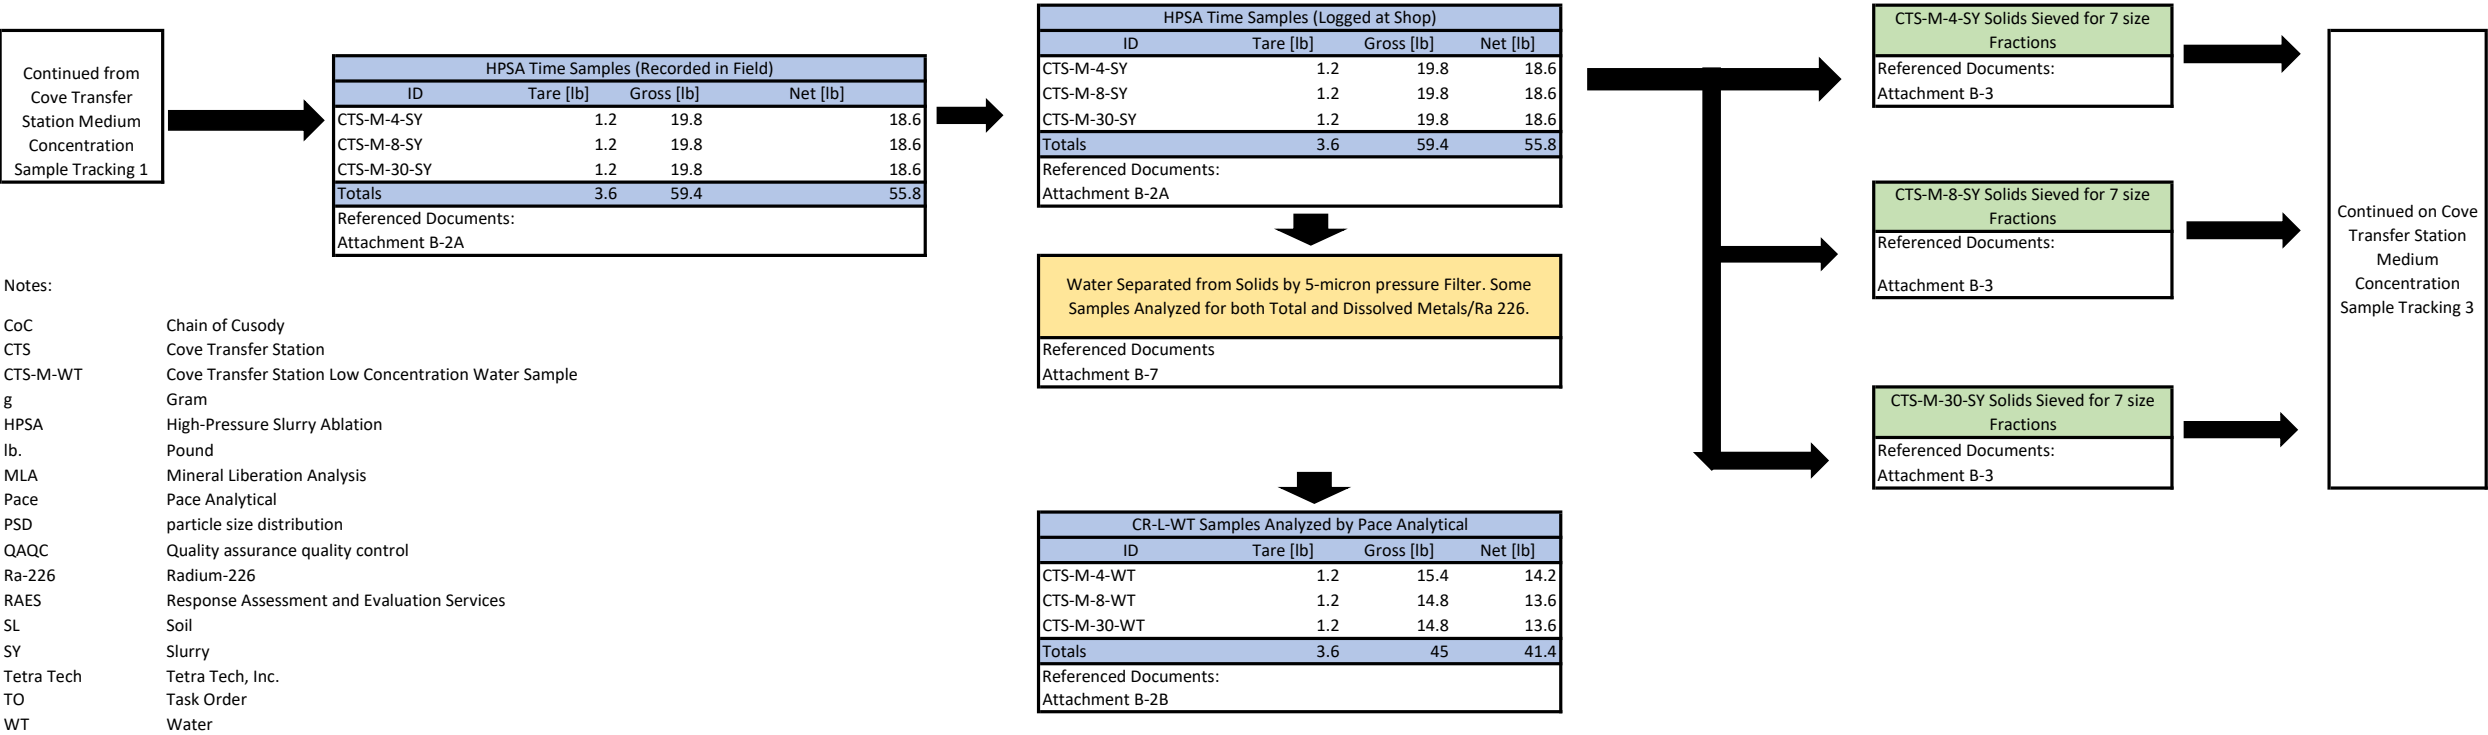 Continued from
Cove Transfer
Station Medium
Concentration
Sample Tracking 1
HPSA Time Samples (Recorded in Field)
ID Tare [lb] Gross [lb] Net [lb]
CTS-M-4-SY 1.2 19.8 18.6
CTS-M-8-SY 1.2 19.8 18.6
CTS-M-30-SY 1.2 19.8 18.6
Totals 3.6 59.4 55.8
Referenced Documents:
Attachment B-2A
HPSA Time Samples (Logged at Shop)
ID Tare [lb] Gross [lb] Net [lb]
CTS-M-4-SY 1.2 19.8 18.6
CTS-M-8-SY 1.2 19.8 18.6
CTS-M-30-SY 1.2 19.8 18.6
Totals 3.6 59.4 55.8
Referenced Documents:
Attachment B-2A
Water Separated from Solids by 5-micron pressure Filter. Some
Samples Analyzed for both Total and Dissolved Metals/Ra 226.
Referenced Documents
Attachment B-7
CR-L-WT Samples Analyzed by Pace Analytical
ID Tare [lb] Gross [lb] Net [lb]
CTS-M-4-WT 1.2 15.4 14.2
CTS-M-8-WT 1.2 14.8 13.6
CTS-M-30-WT 1.2 14.8 13.6
Totals 3.6 45 41.4
Referenced Documents:
Attachment B-2B
CTS-M-4-SY Solids Sieved for 7 size
Fractions
Referenced Documents:
Attachment B-3
CTS-M-8-SY Solids Sieved for 7 size
Fractions
Referenced Documents:
Attachment B-3
CTS-M-30-SY Solids Sieved for 7 size
Fractions
Referenced Documents:
Attachment B-3
Continued on Cove
Transfer Station
Medium
Concentration
Sample Tracking 3
Notes:
CoC Chain of Cusody
CTS Cove Transfer Station
CTS-M-WT Cove Transfer Station Low Concentration Water Sample
g Gram
HPSA High-Pressure Slurry Ablation
lb. Pound
MLA Mineral Liberation Analysis
Pace Pace Analytical
PSD particle size distribution
QAQC Quality assurance quality control
Ra-226 Radium-226
RAES Response Assessment and Evaluation Services
SL Soil
SY Slurry
Tetra Tech Tetra Tech, Inc.
TO Task Order
WT Water